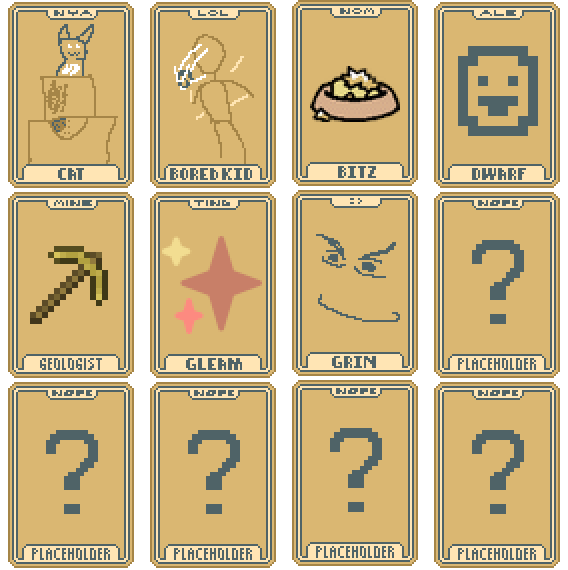 NYA
LOL
NOM
ALE
CAT
BORED KID
BITZ
DWARF
MINE
TING
:)
NOPE
GEOLOGIST
GLEAM
GRIN
PLACEHOLDER
NOPE
NOPE
NOPE
NOPE
?
?
?
?
?
PLACEHOLDER
PLACEHOLDER
PLACEHOLDER
PLACEHOLDER